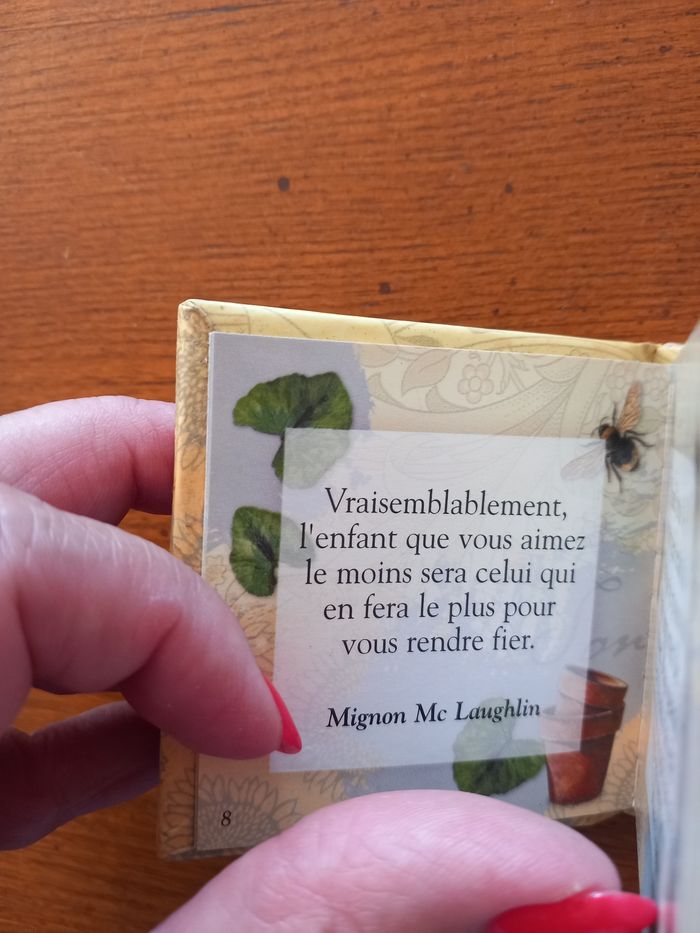 Vraisemblablement,
l'enfant que vous aimez
le moins sera celui qui
en fera le plus pour
vous rendre fier.
Mignon Mc Laughlin
8